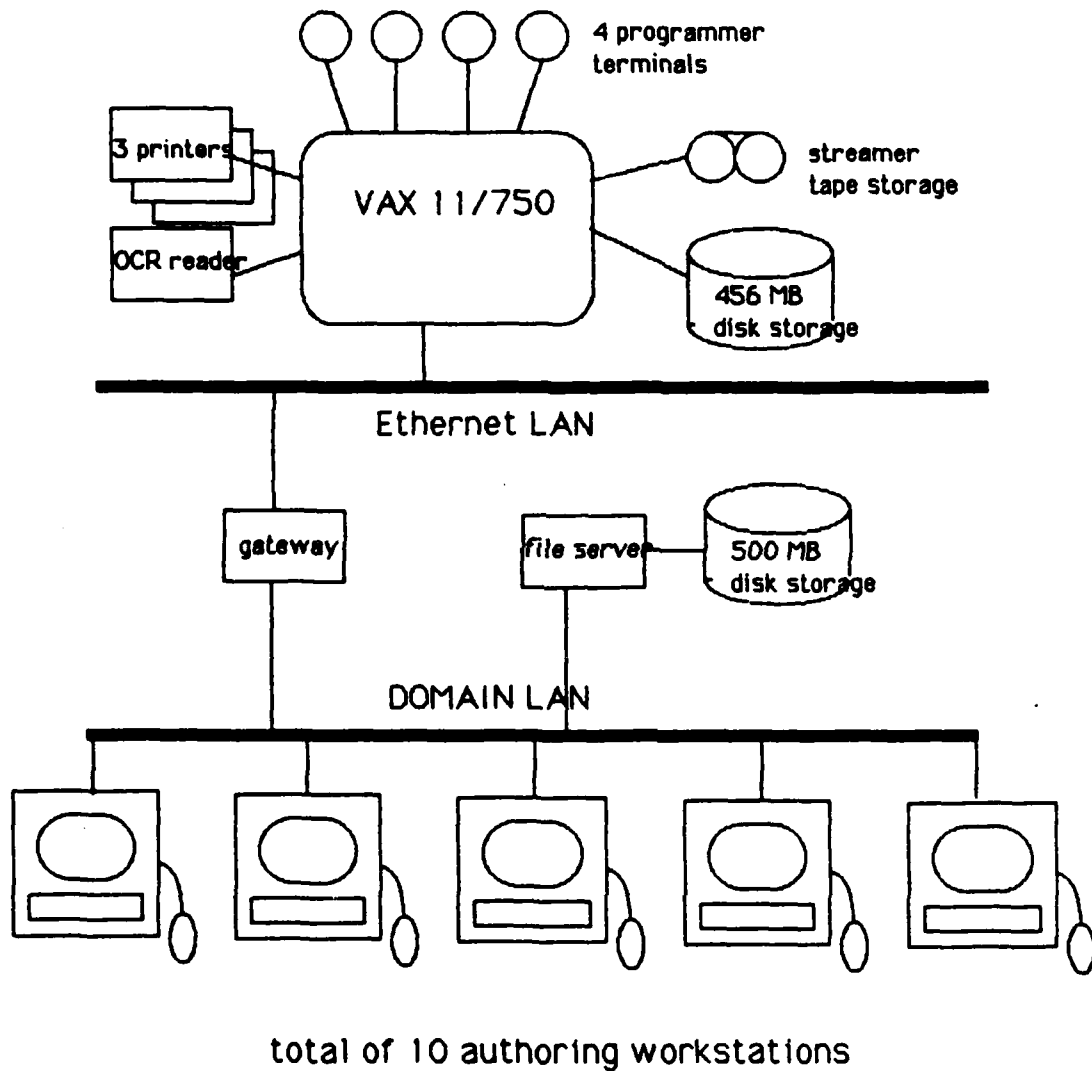 4 programmer
terminals
3 printers
VAX 11/750
streamer
tape storage
OCR reader
456 MB
disk storage
Ethernet LAN
gateway
file server
500 MB
disk storage
DOMAIN LAN
total of 10 authoring workstations